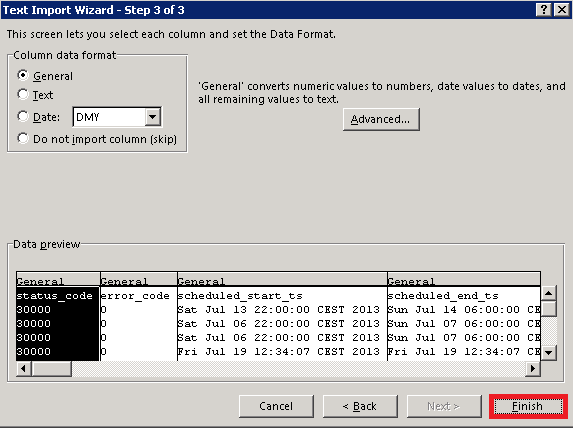 Text Import Wizard - Step 3 of 3
This screen lets you select each column and set the Data Format.
Column data format
General
Text
Date: DMY
Do not import column (skip)
'General' converts numeric values to numbers, date values to dates, and
all remaining values to text.
Advanced...
Data preview
General General General General
status_code error_code scheduled_start_ts scheduled_end_ts
30000 0 Sat Jul 13 22:00:00 CEST 2013 Sun Jul 14 06:00:00 CE
30000 0 Sat Jul 06 22:00:00 CEST 2013 Sun Jul 07 06:00:00 CE
30000 0 Sat Jul 06 22:00:00 CEST 2013 Sun Jul 07 06:00:00 CE
30000 0 Fri Jul 19 12:34:07 CEST 2013 Fri Jul 19 12:34:07 CE
Cancel < Back Next > Finish